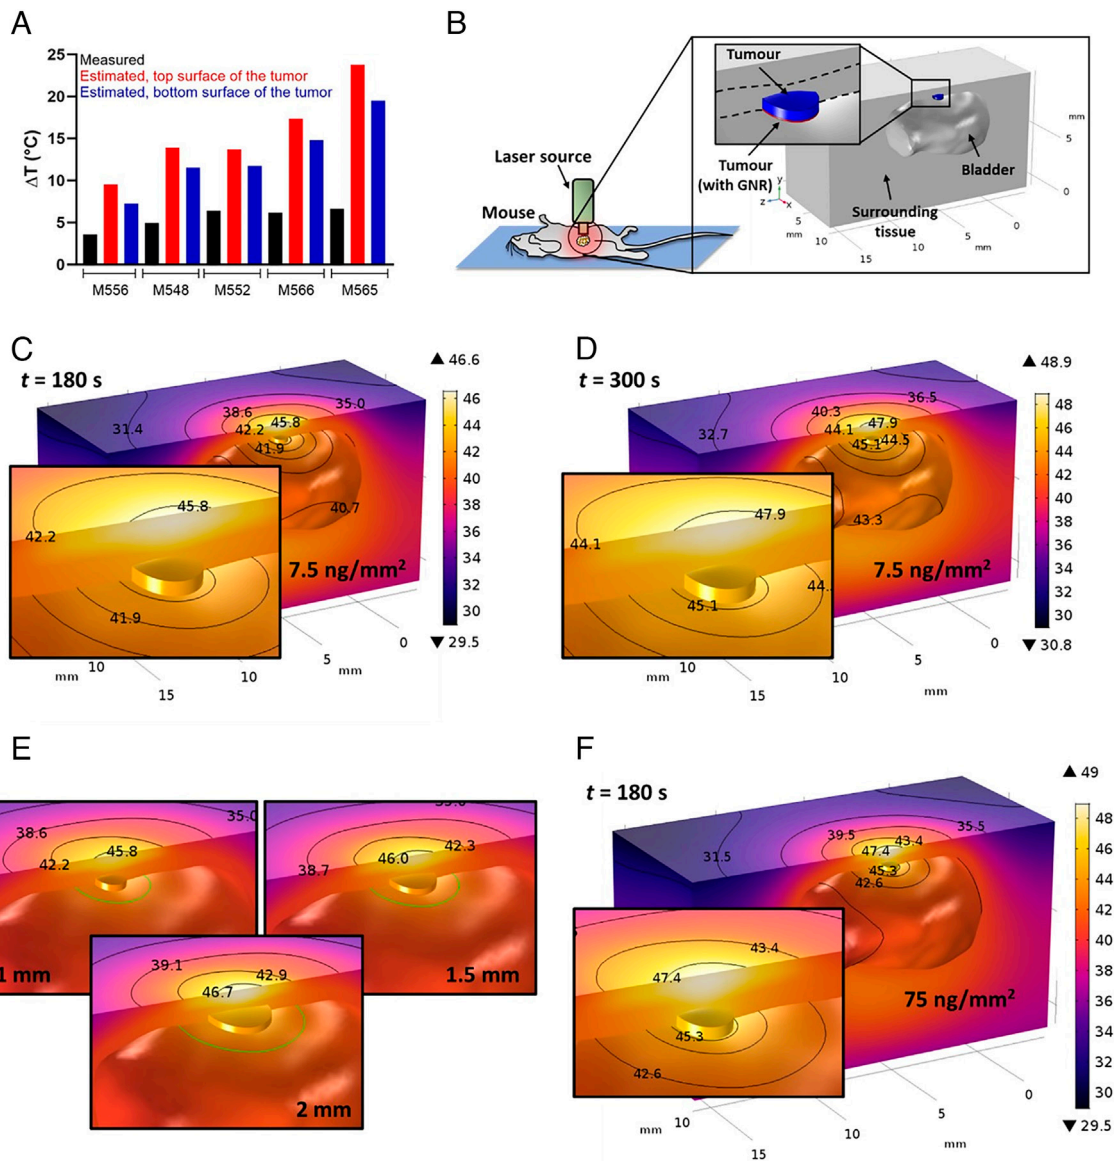 A
25
20
15
10
5
0
ΔT (°C)
Measured
Estimated, top surface of the tumor
Estimated, bottom surface of the tumor
M556 M548 M552 M566 M565
B
Tumour
Tumour
(with GNR)
Laser source
Mouse
Bladder
Surrounding
tissue
y
z x
mm
5
0
5
mm
10
15
10
5
mm
0
C
t = 180 s
46.6
46
44
42
40
38
36
34
32
30
29.5
31.4
38.6
35.0
45.8
42.2
41.9
40.7
7.5 ng/mm²
45.8
42.2
41.9
10
mm
15
5
mm
0
D
t = 300 s
48.9
48
46
44
42
40
38
36
34
32
30
30.8
32.7
40.3
36.5
47.9
44.1
45.1
44.5
43.3
7.5 ng/mm²
47.9
44.1
44.
45.1
10
mm
15
10
5
mm
0
E
38.6
35.0
45.8
42.2
1 mm
42.3
46.0
38.7
1.5 mm
39.1
42.9
46.7
2 mm
F
t = 180 s
49
48
46
44
42
40
38
36
34
32
30
29.5
31.5
39.5
35.5
43.4
47.4
45.3
42.6
75 ng/mm²
43.4
47.4
45.3
42.6
mm
10
15
10
5
mm
0